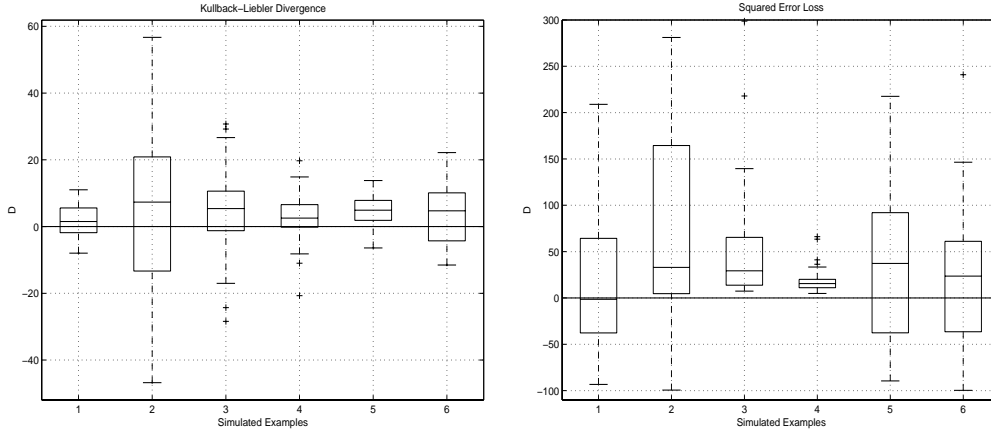 Kullback−Liebler Divergence
60
40
20
0
−20
−40
D
1 2 3 4 5 6
Simulated Examples
Squared Error Loss
300
250
200
150
100
50
0
−50
−100
D
1 2 3 4 5 6
Simulated Examples